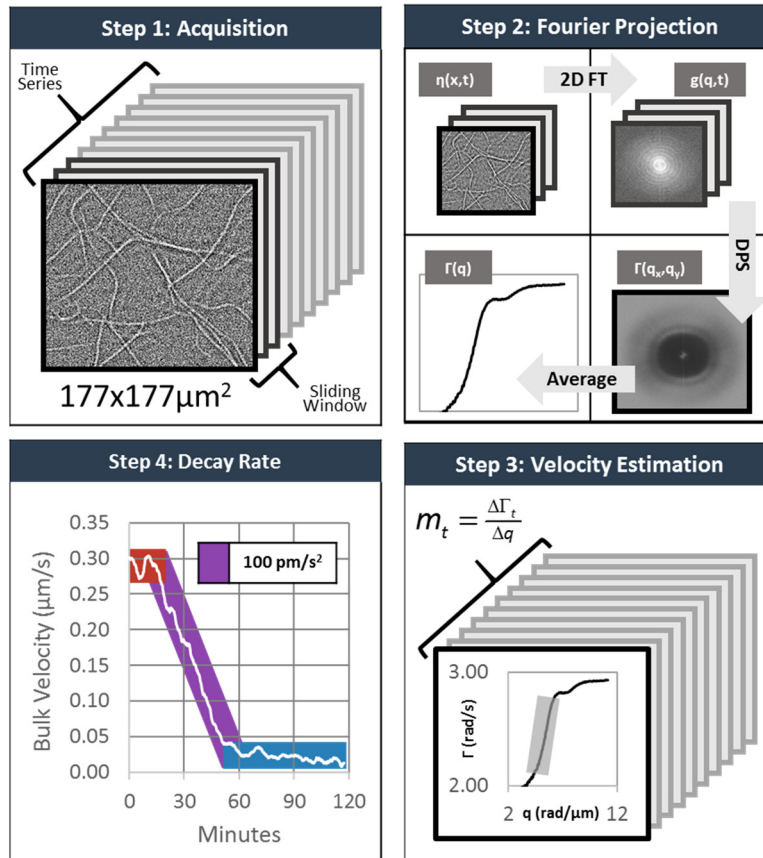 Step 1: Acquisition
Time
Series
177x177μm²
Sliding
Window
Step 2: Fourier Projection
η(x,t)
2D FT
g(q,t)
DPS
Γ(q)
Γ(qₓ,qᵧ)
Average
Step 4: Decay Rate
Bulk Velocity (μm/s)
0.35
0.30
0.25
0.20
0.15
0.10
0.05
0.00
100 pm/s²
0 30 60 90 120
Minutes
Step 3: Velocity Estimation
mₜ = ΔΓₜ / Δq
Γ (rad/s)
3.00
2.00
2 q (rad/μm) 12